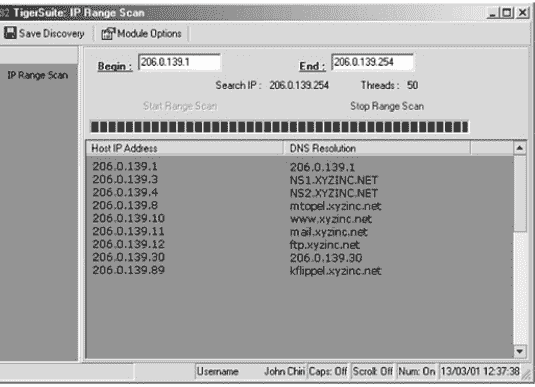 TigerSuite: IP Range Scan
Save Discovery Module Options
IP Range Scan
Begin : 206.0.139.1 End : 206.0.139.254
Search IP : 206.0.139.254 Threads : 50
Start Range Scan Stop Range Scan
Host IP Address DNS Resolution
206.0.139.1 206.0.139.1
206.0.139.3 NS1.XYZINC.NET
206.0.139.4 NS2.XYZINC.NET
206.0.139.8 mtopel.xyzinc.net
206.0.139.10 www.xyzinc.net
206.0.139.11 mail.xyzinc.net
206.0.139.12 ftp.xyzinc.net
206.0.139.30 206.0.139.30
206.0.139.89 kflippel.xyzinc.net
Username John Chiri Caps: Off Scroll: Off Num: On 13/03/01 12:37:38